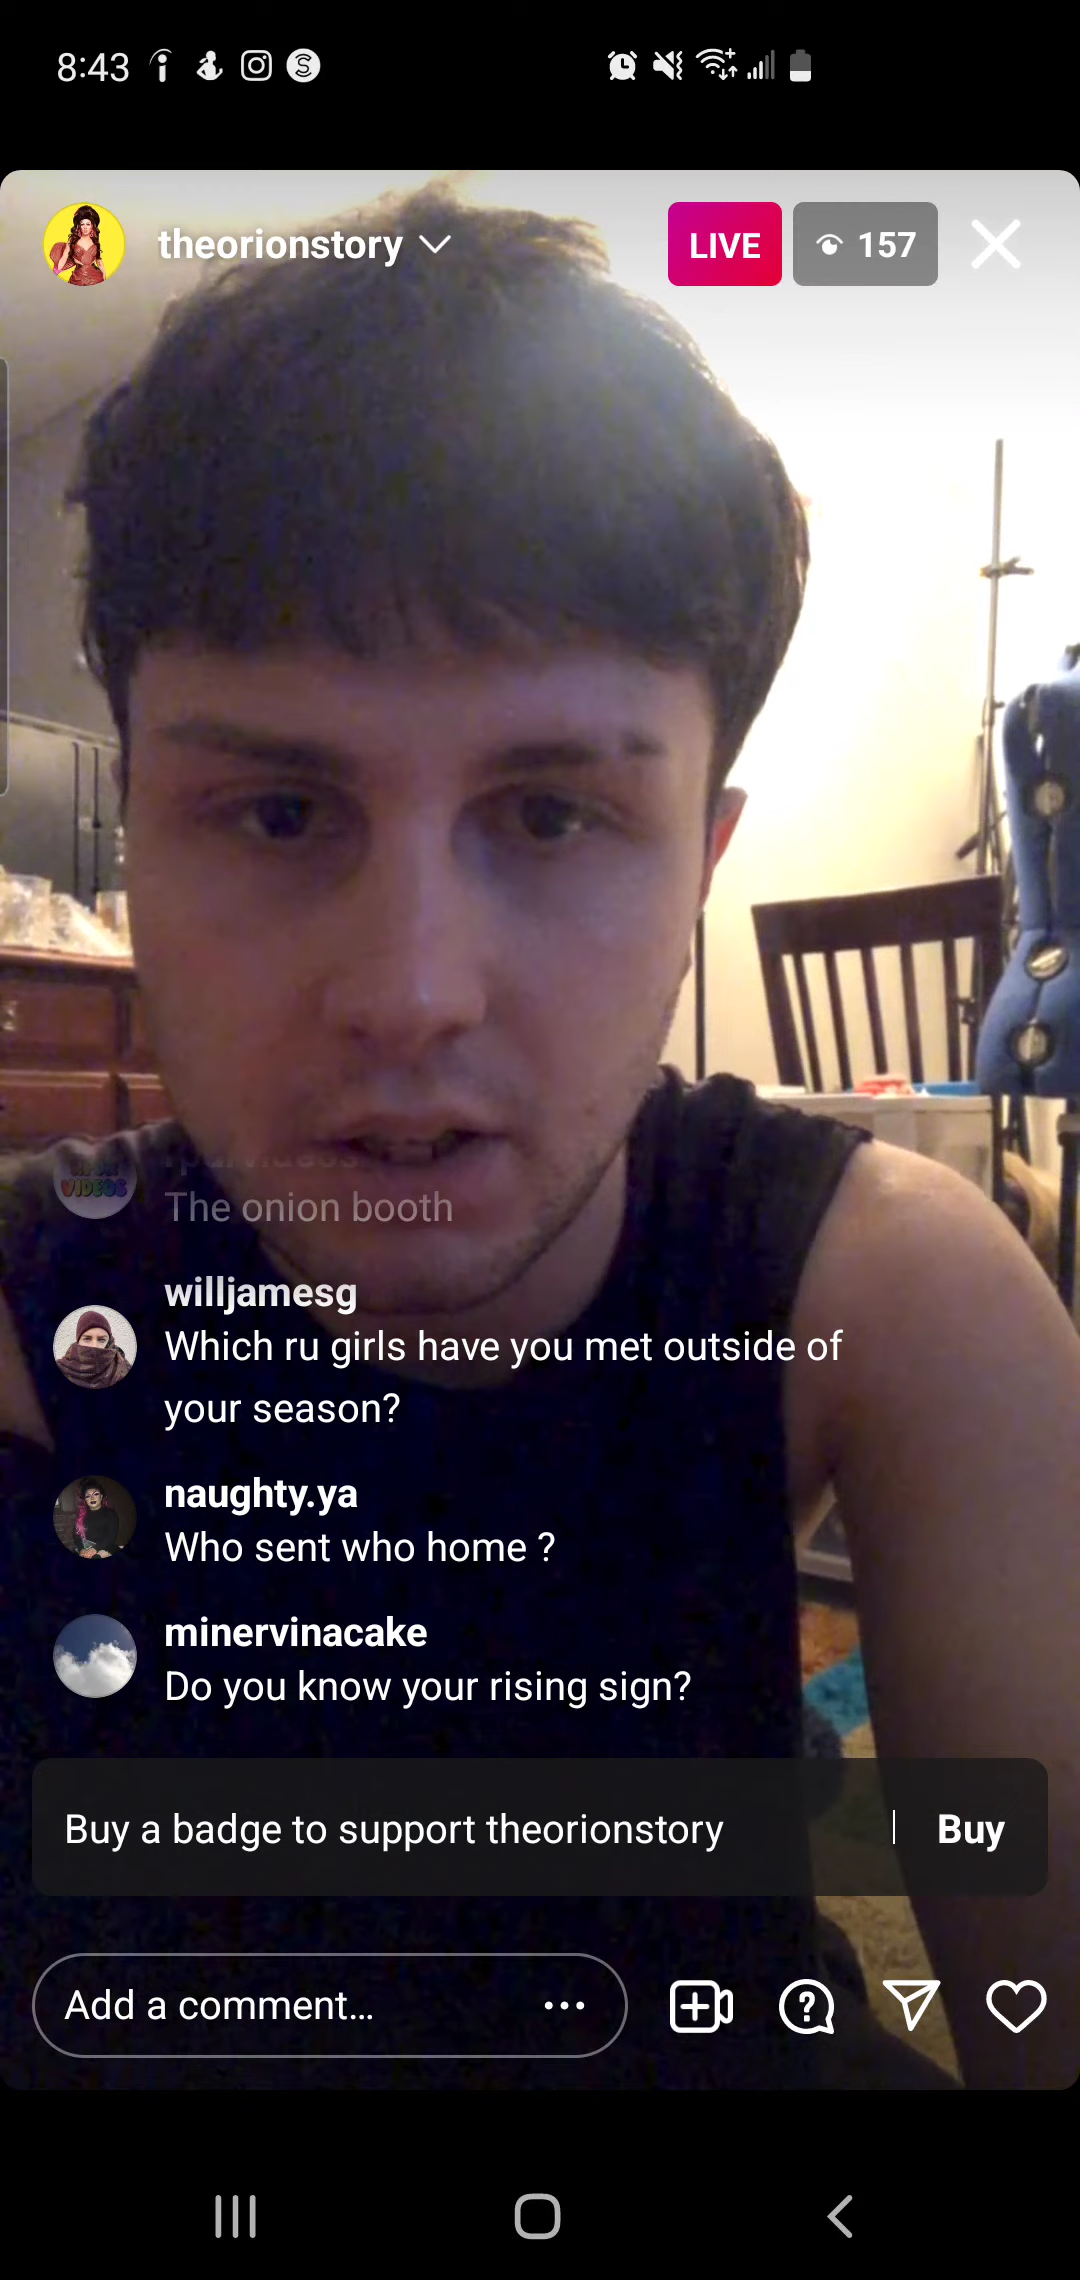 8:43
theorionstory
LIVE
157
VIDEOS
The onion booth
willjamesg
Which ru girls have you met outside of
your season?
naughty.ya
Who sent who home ?
minervinacake
Do you know your rising sign?
Buy a badge to support theorionstory
Buy
Add a comment...